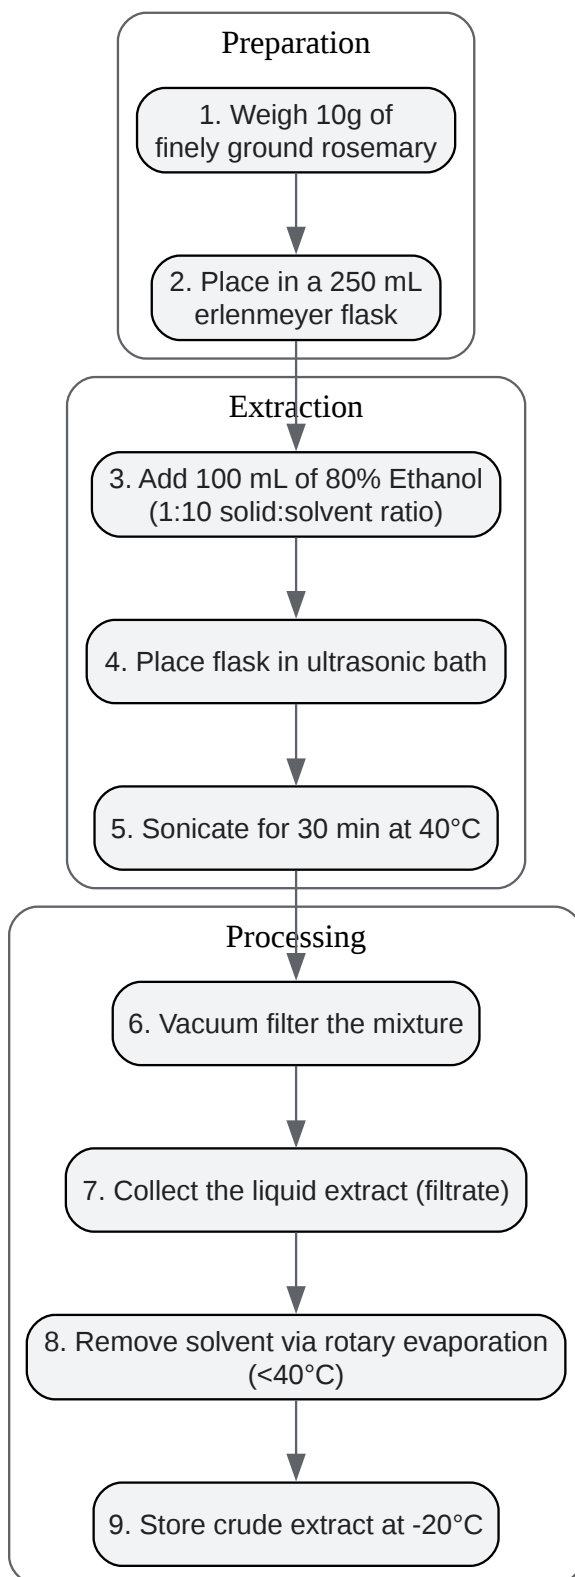 Preparation
1. Weigh 10g of
finely ground rosemary
2. Place in a 250 mL
erlenmeyer flask
Extraction
3. Add 100 mL of 80% Ethanol
(1:10 solid:solvent ratio)
4. Place flask in ultrasonic bath
5. Sonicate for 30 min at 40°C
Processing
6. Vacuum filter the mixture
7. Collect the liquid extract (filtrate)
8. Remove solvent via rotary evaporation
(<40°C)
9. Store crude extract at -20°C